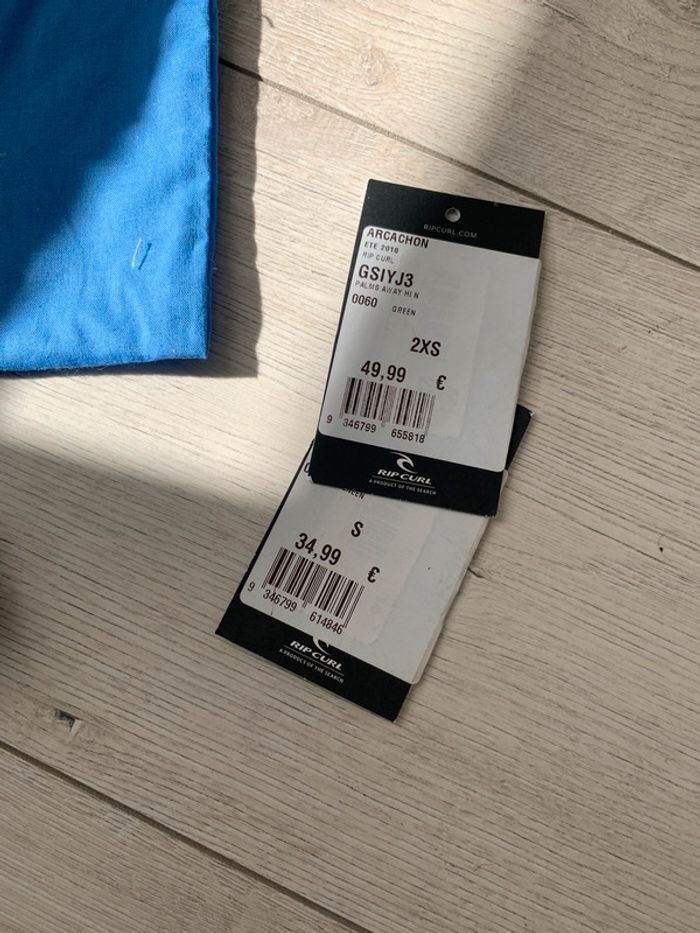 RIPCURL.COM
ARCACHON
ETE 2018
RIP CURL
GSIYJ3
PALMS AWAY HI N
0060 GREEN
2XS
49,99 €
9 346799 655818
RIP CURL
A PRODUCT OF THE SEARCH
S
34,99 €
9 346799 614846
RIP CURL
A PRODUCT OF THE SEARCH